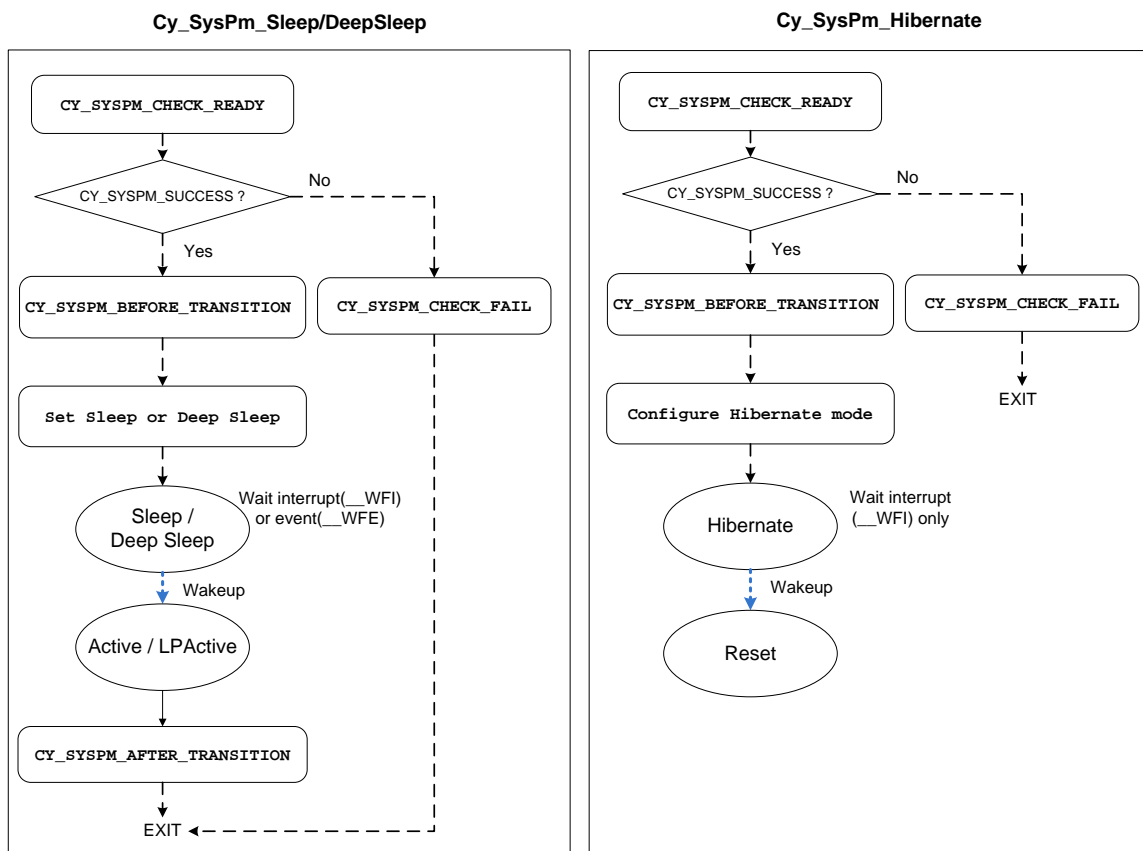 Cy_SysPm_Sleep/DeepSleep
CY_SYSPM_CHECK_READY
CY_SYSPM_SUCCESS ?
No
Yes
CY_SYSPM_BEFORE_TRANSITION
CY_SYSPM_CHECK_FAIL
Set Sleep or Deep Sleep
Sleep /
Deep Sleep
Wait interrupt(__WFI)
or event(__WFE)
Wakeup
Active / LPActive
CY_SYSPM_AFTER_TRANSITION
EXIT
Cy_SysPm_Hibernate
CY_SYSPM_CHECK_READY
CY_SYSPM_SUCCESS ?
No
Yes
CY_SYSPM_BEFORE_TRANSITION
CY_SYSPM_CHECK_FAIL
EXIT
Configure Hibernate mode
Hibernate
Wait interrupt
(__WFI) only
Wakeup
Reset